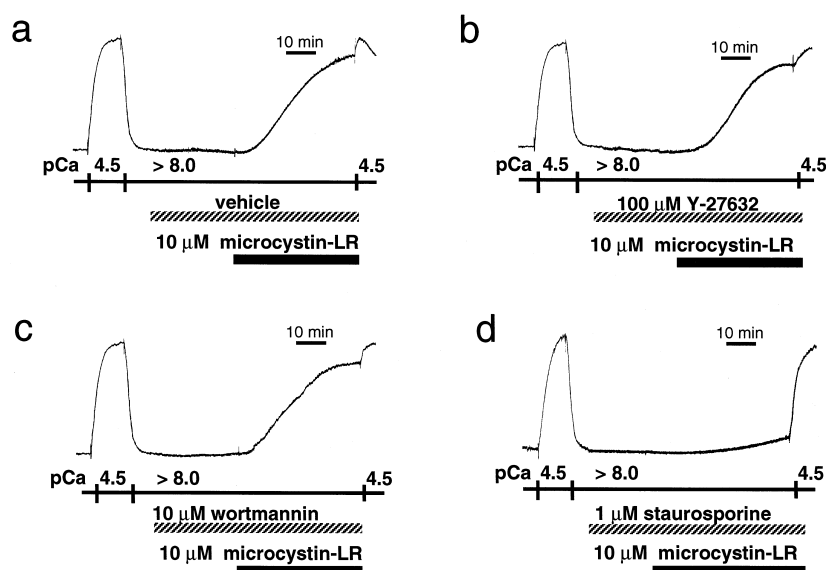 a
10 min
pCa 4.5 > 8.0 4.5
vehicle
10 µM microcystin-LR
b
10 min
pCa 4.5 > 8.0 4.5
100 µM Y-27632
10 µM microcystin-LR
c
10 min
pCa 4.5 > 8.0 4.5
10 µM wortmannin
10 µM microcystin-LR
d
10 min
pCa 4.5 > 8.0 4.5
1 µM staurosporine
10 µM microcystin-LR